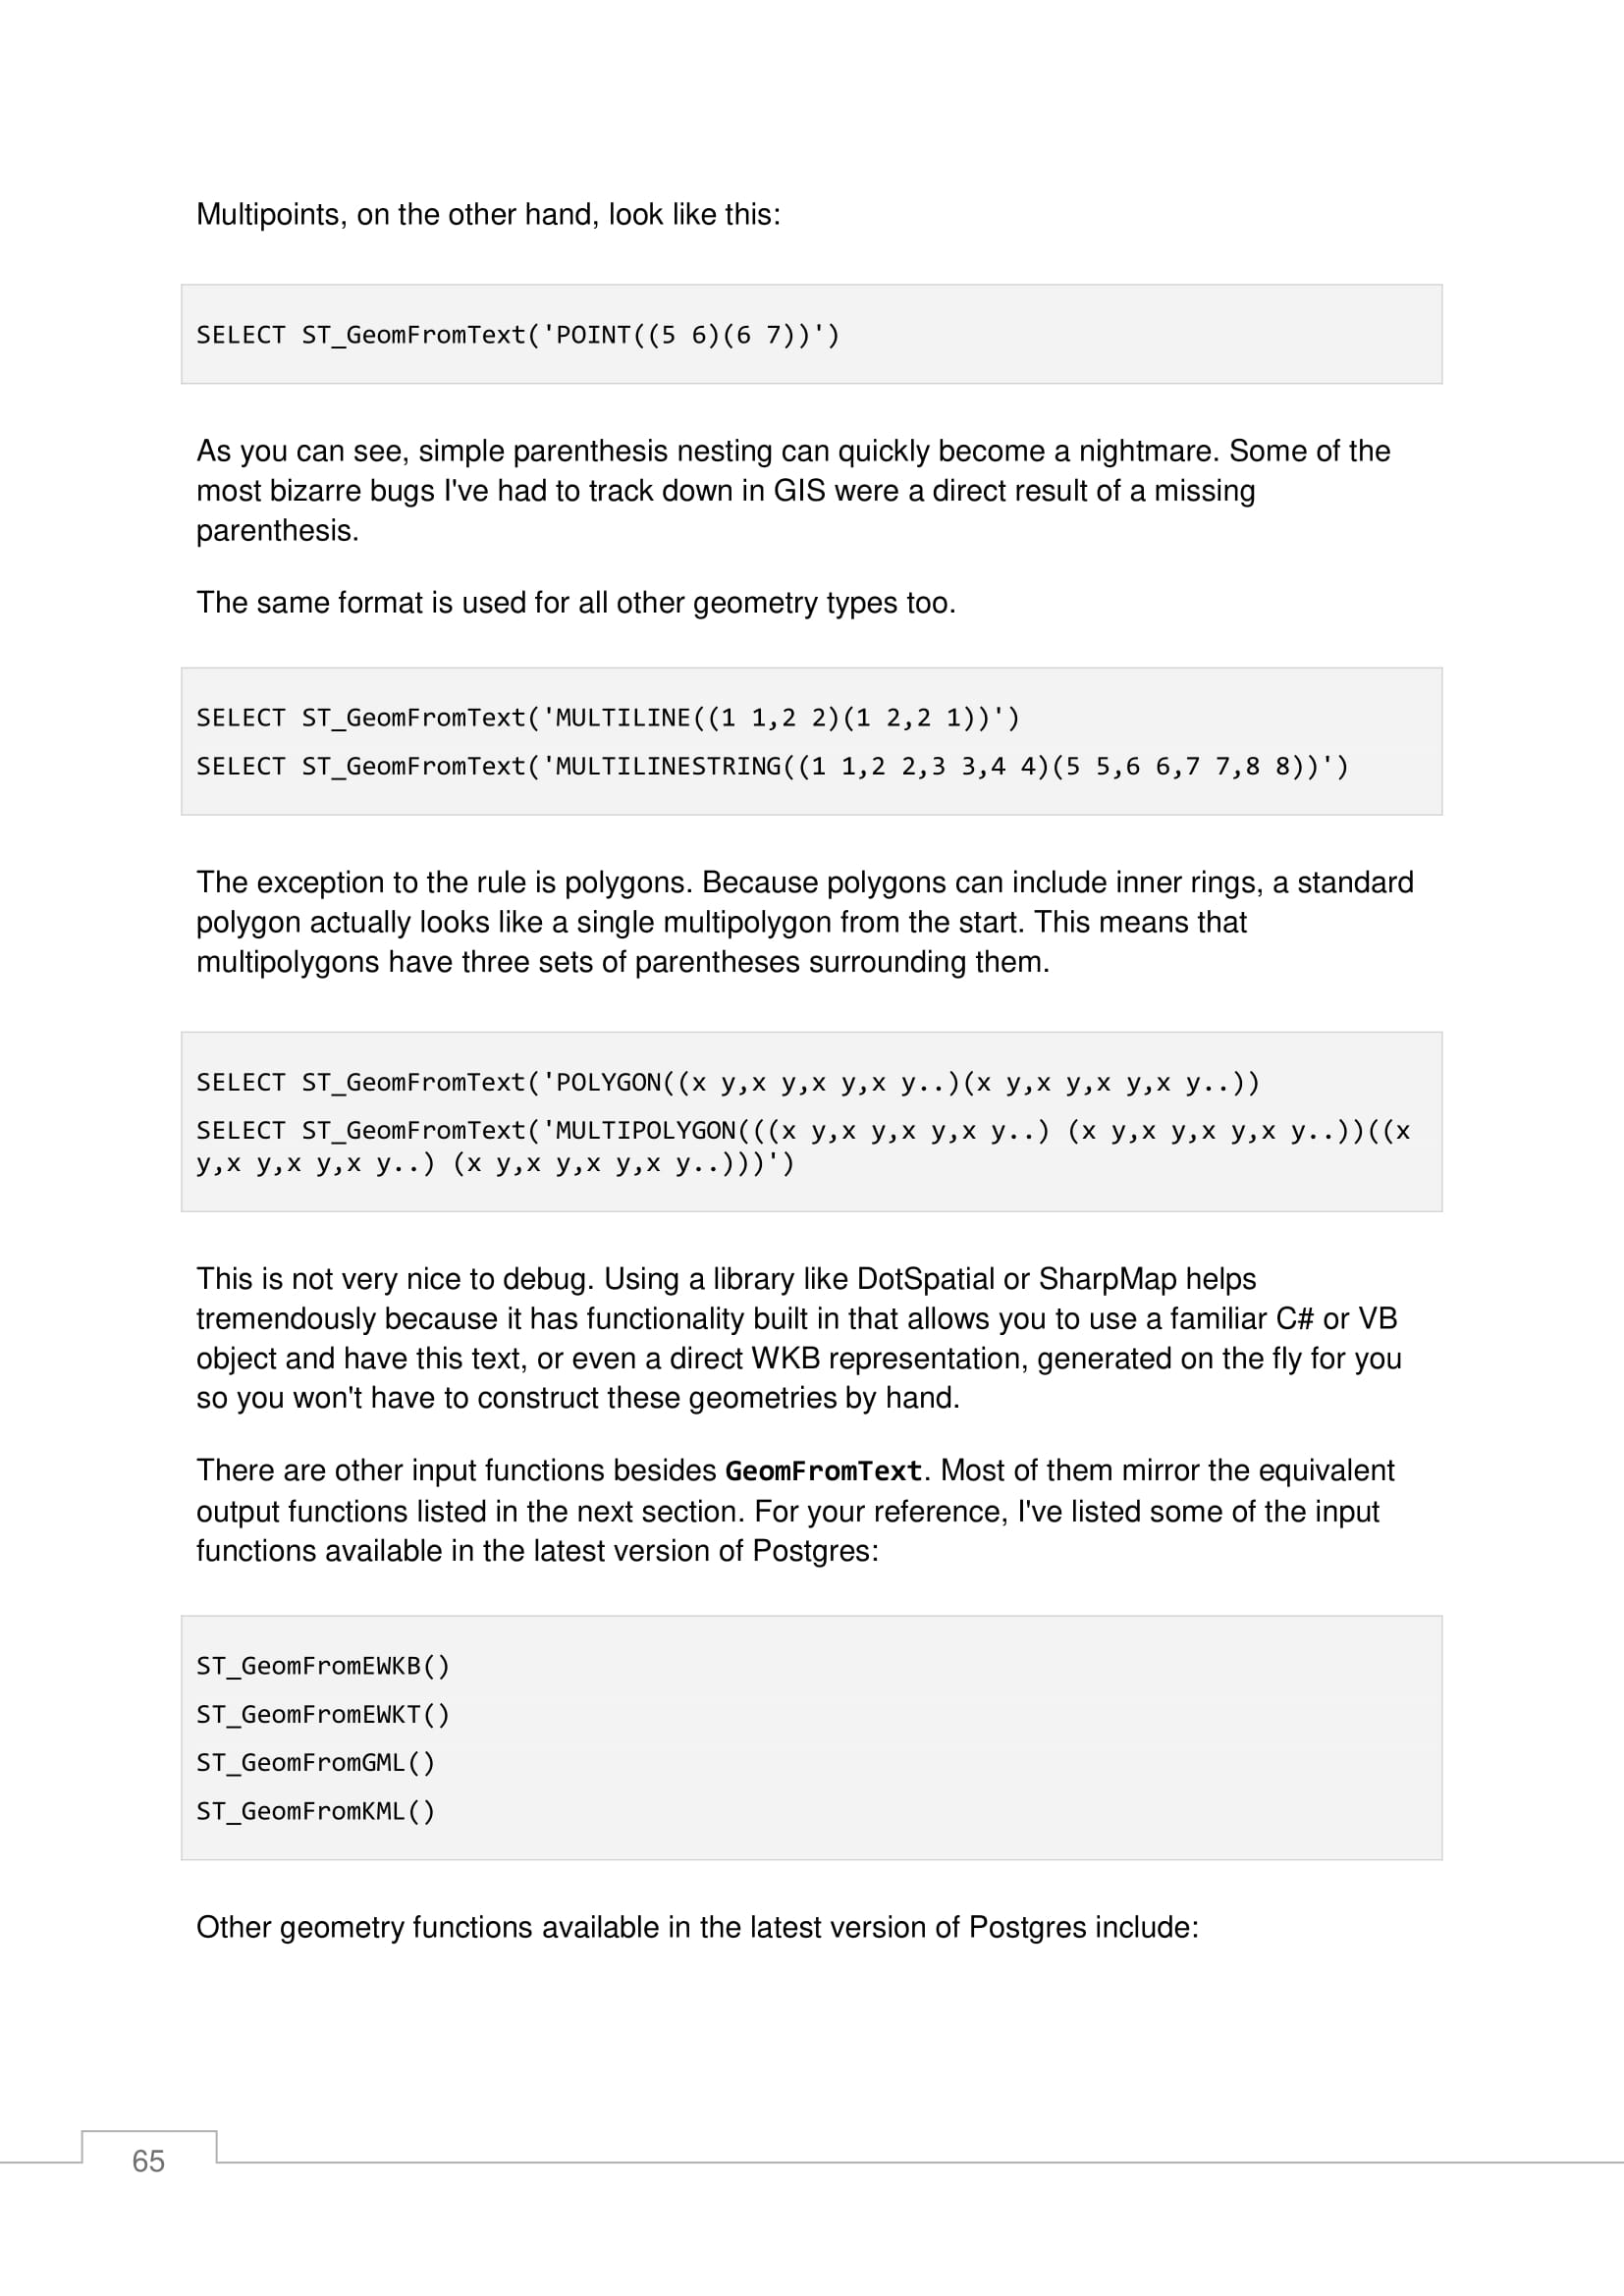 Multipoints, on the other hand, look like this:
SELECT ST_GeomFromText('POINT((5 6)(6 7))')
As you can see, simple parenthesis nesting can quickly become a nightmare. Some of the
most bizarre bugs I've had to track down in GIS were a direct result of a missing
parenthesis.
The same format is used for all other geometry types too.
SELECT ST_GeomFromText('MULTILINE((1 1,2 2)(1 2,2 1))')
SELECT ST_GeomFromText('MULTILINESTRING((1 1,2 2,3 3,4 4)(5 5,6 6,7 7,8 8))')
The exception to the rule is polygons. Because polygons can include inner rings, a standard
polygon actually looks like a single multipolygon from the start. This means that
multipolygons have three sets of parentheses surrounding them.
SELECT ST_GeomFromText('POLYGON((x y,x y,x y,x y..)(x y,x y,x y,x y..))
SELECT ST_GeomFromText('MULTIPOLYGON(((x y,x y,x y,x y..) (x y,x y,x y,x y..))((x
y,x y,x y,x y..) (x y,x y,x y,x y..)))')
This is not very nice to debug. Using a library like DotSpatial or SharpMap helps
tremendously because it has functionality built in that allows you to use a familiar C# or VB
object and have this text, or even a direct WKB representation, generated on the fly for you
so you won't have to construct these geometries by hand.
There are other input functions besides GeomFromText. Most of them mirror the equivalent
output functions listed in the next section. For your reference, I've listed some of the input
functions available in the latest version of Postgres:
ST_GeomFromEWKB()
ST_GeomFromEWKT()
ST_GeomFromGML()
ST_GeomFromKML()
Other geometry functions available in the latest version of Postgres include:
65